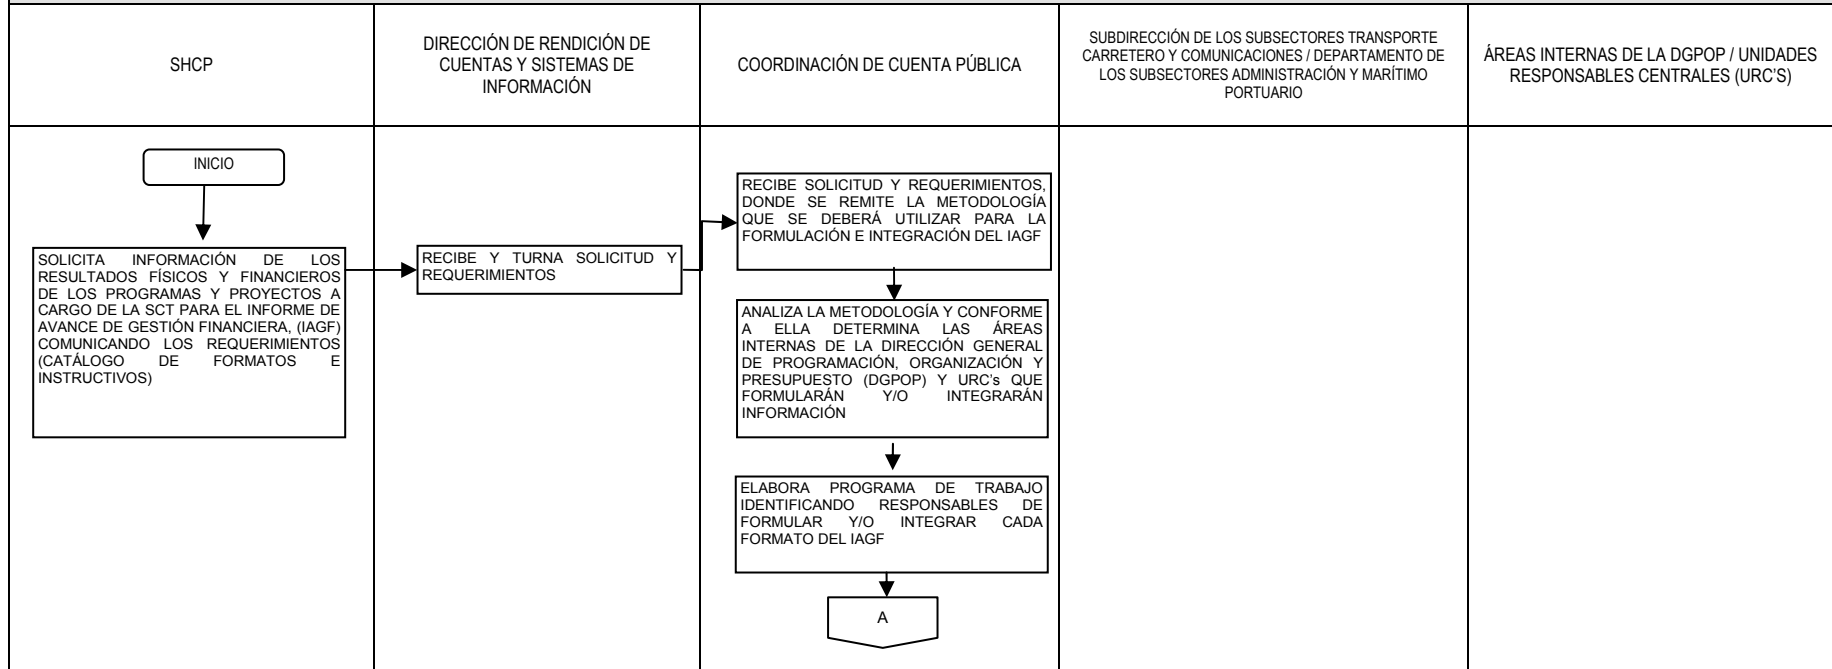 SHCP
DIRECCIÓN DE RENDICIÓN DE
CUENTAS Y SISTEMAS DE
INFORMACIÓN
COORDINACIÓN DE CUENTA PÚBLICA
SUBDIRECCIÓN DE LOS SUBSECTORES TRANSPORTE
CARRETERO Y COMUNICACIONES / DEPARTAMENTO DE
LOS SUBSECTORES ADMINISTRACIÓN Y MARÍTIMO
PORTUARIO
ÁREAS INTERNAS DE LA DGPOP / UNIDADES
RESPONSABLES CENTRALES (URC'S)
INICIO
SOLICITA INFORMACIÓN DE LOS
RESULTADOS FÍSICOS Y FINANCIEROS
DE LOS PROGRAMAS Y PROYECTOS A
CARGO DE LA SCT PARA EL INFORME DE
AVANCE DE GESTIÓN FINANCIERA, (IAGF)
COMUNICANDO LOS REQUERIMIENTOS
(CATÁLOGO DE FORMATOS E
INSTRUCTIVOS)
RECIBE Y TURNA SOLICITUD Y
REQUERIMIENTOS
RECIBE SOLICITUD Y REQUERIMIENTOS,
DONDE SE REMITE LA METODOLOGÍA
QUE SE DEBERÁ UTILIZAR PARA LA
FORMULACIÓN E INTEGRACIÓN DEL IAGF
ANALIZA LA METODOLOGÍA Y CONFORME
A ELLA DETERMINA LAS ÁREAS
INTERNAS DE LA DIRECCIÓN GENERAL
DE PROGRAMACIÓN, ORGANIZACIÓN Y
PRESUPUESTO (DGPOP) Y URC's QUE
FORMULARÁN Y/O INTEGRARÁN
INFORMACIÓN
ELABORA PROGRAMA DE TRABAJO
IDENTIFICANDO RESPONSABLES DE
FORMULAR Y/O INTEGRAR CADA
FORMATO DEL IAGF
A